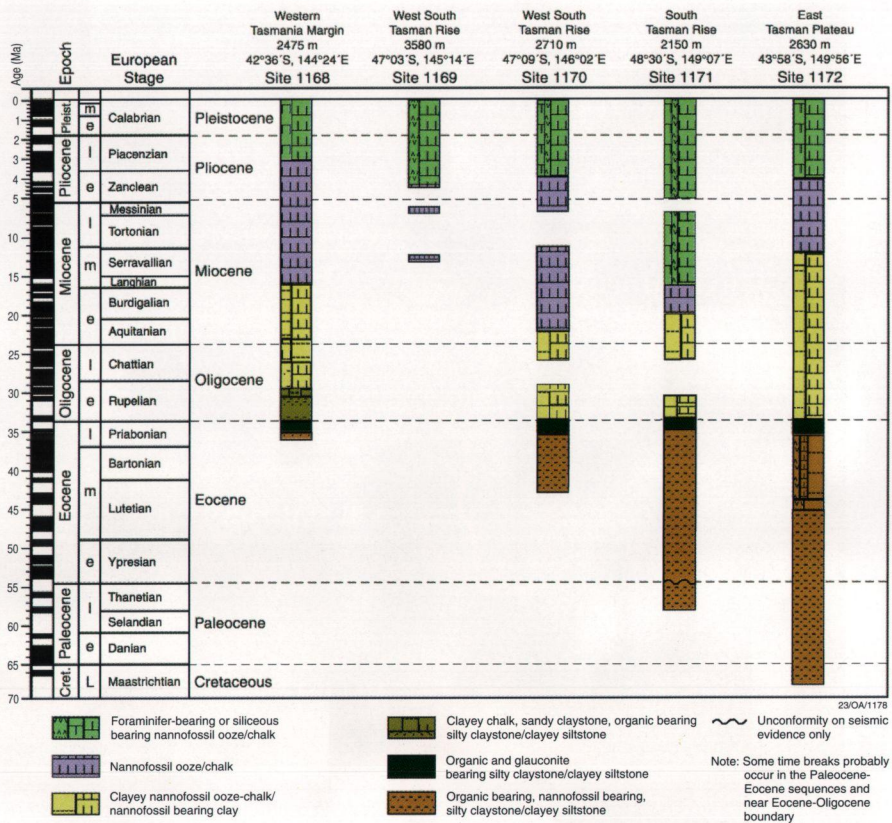 Western
Tasmania Margin
2475 m
42°36´S, 144°24´E
Site 1168
West South
Tasman Rise
3580 m
47°03´S, 145°14´E
Site 1169
West South
Tasman Rise
2710 m
47°09´S, 146°02´E
Site 1170
South
Tasman Rise
2150 m
48°30´S, 149°07´E
Site 1171
East
Tasman Plateau
2630 m
43°58´S, 149°56´E
Site 1172
Age (Ma)
Epoch
European
Stage
0
1
2
3
4
5
10
15
20
25
30
35
40
45
50
55
60
65
70
Pleist.
m
e
Calabrian
Pleistocene
Pliocene
l
Piacenzian
e
Zanclean
Pliocene
Miocene
l
Messinian
Tortonian
m
Serravallian
Langhian
e
Burdigalian
Aquitanian
Miocene
Oligocene
l
Chattian
e
Rupelian
Oligocene
Eocene
l
Priabonian
m
Bartonian
Lutetian
e
Ypresian
Eocene
Paleocene
l
Thanetian
Selandian
e
Danian
Paleocene
Cret.
L
Maastrichtian
Cretaceous
23/OA/1178
Foraminifer-bearing or siliceous
bearing nannofossil ooze/chalk
Nannofossil ooze/chalk
Clayey nannofossil ooze-chalk/
nannofossil bearing clay
Clayey chalk, sandy claystone, organic bearing
silty claystone/clayey siltstone
Organic and glauconite
bearing silty claystone/clayey siltstone
Organic bearing, nannofossil bearing,
silty claystone/clayey siltstone
Unconformity on seismic
evidence only
Note: Some time breaks probably
occur in the Paleocene-
Eocene sequences and
near Eocene-Oligocene
boundary